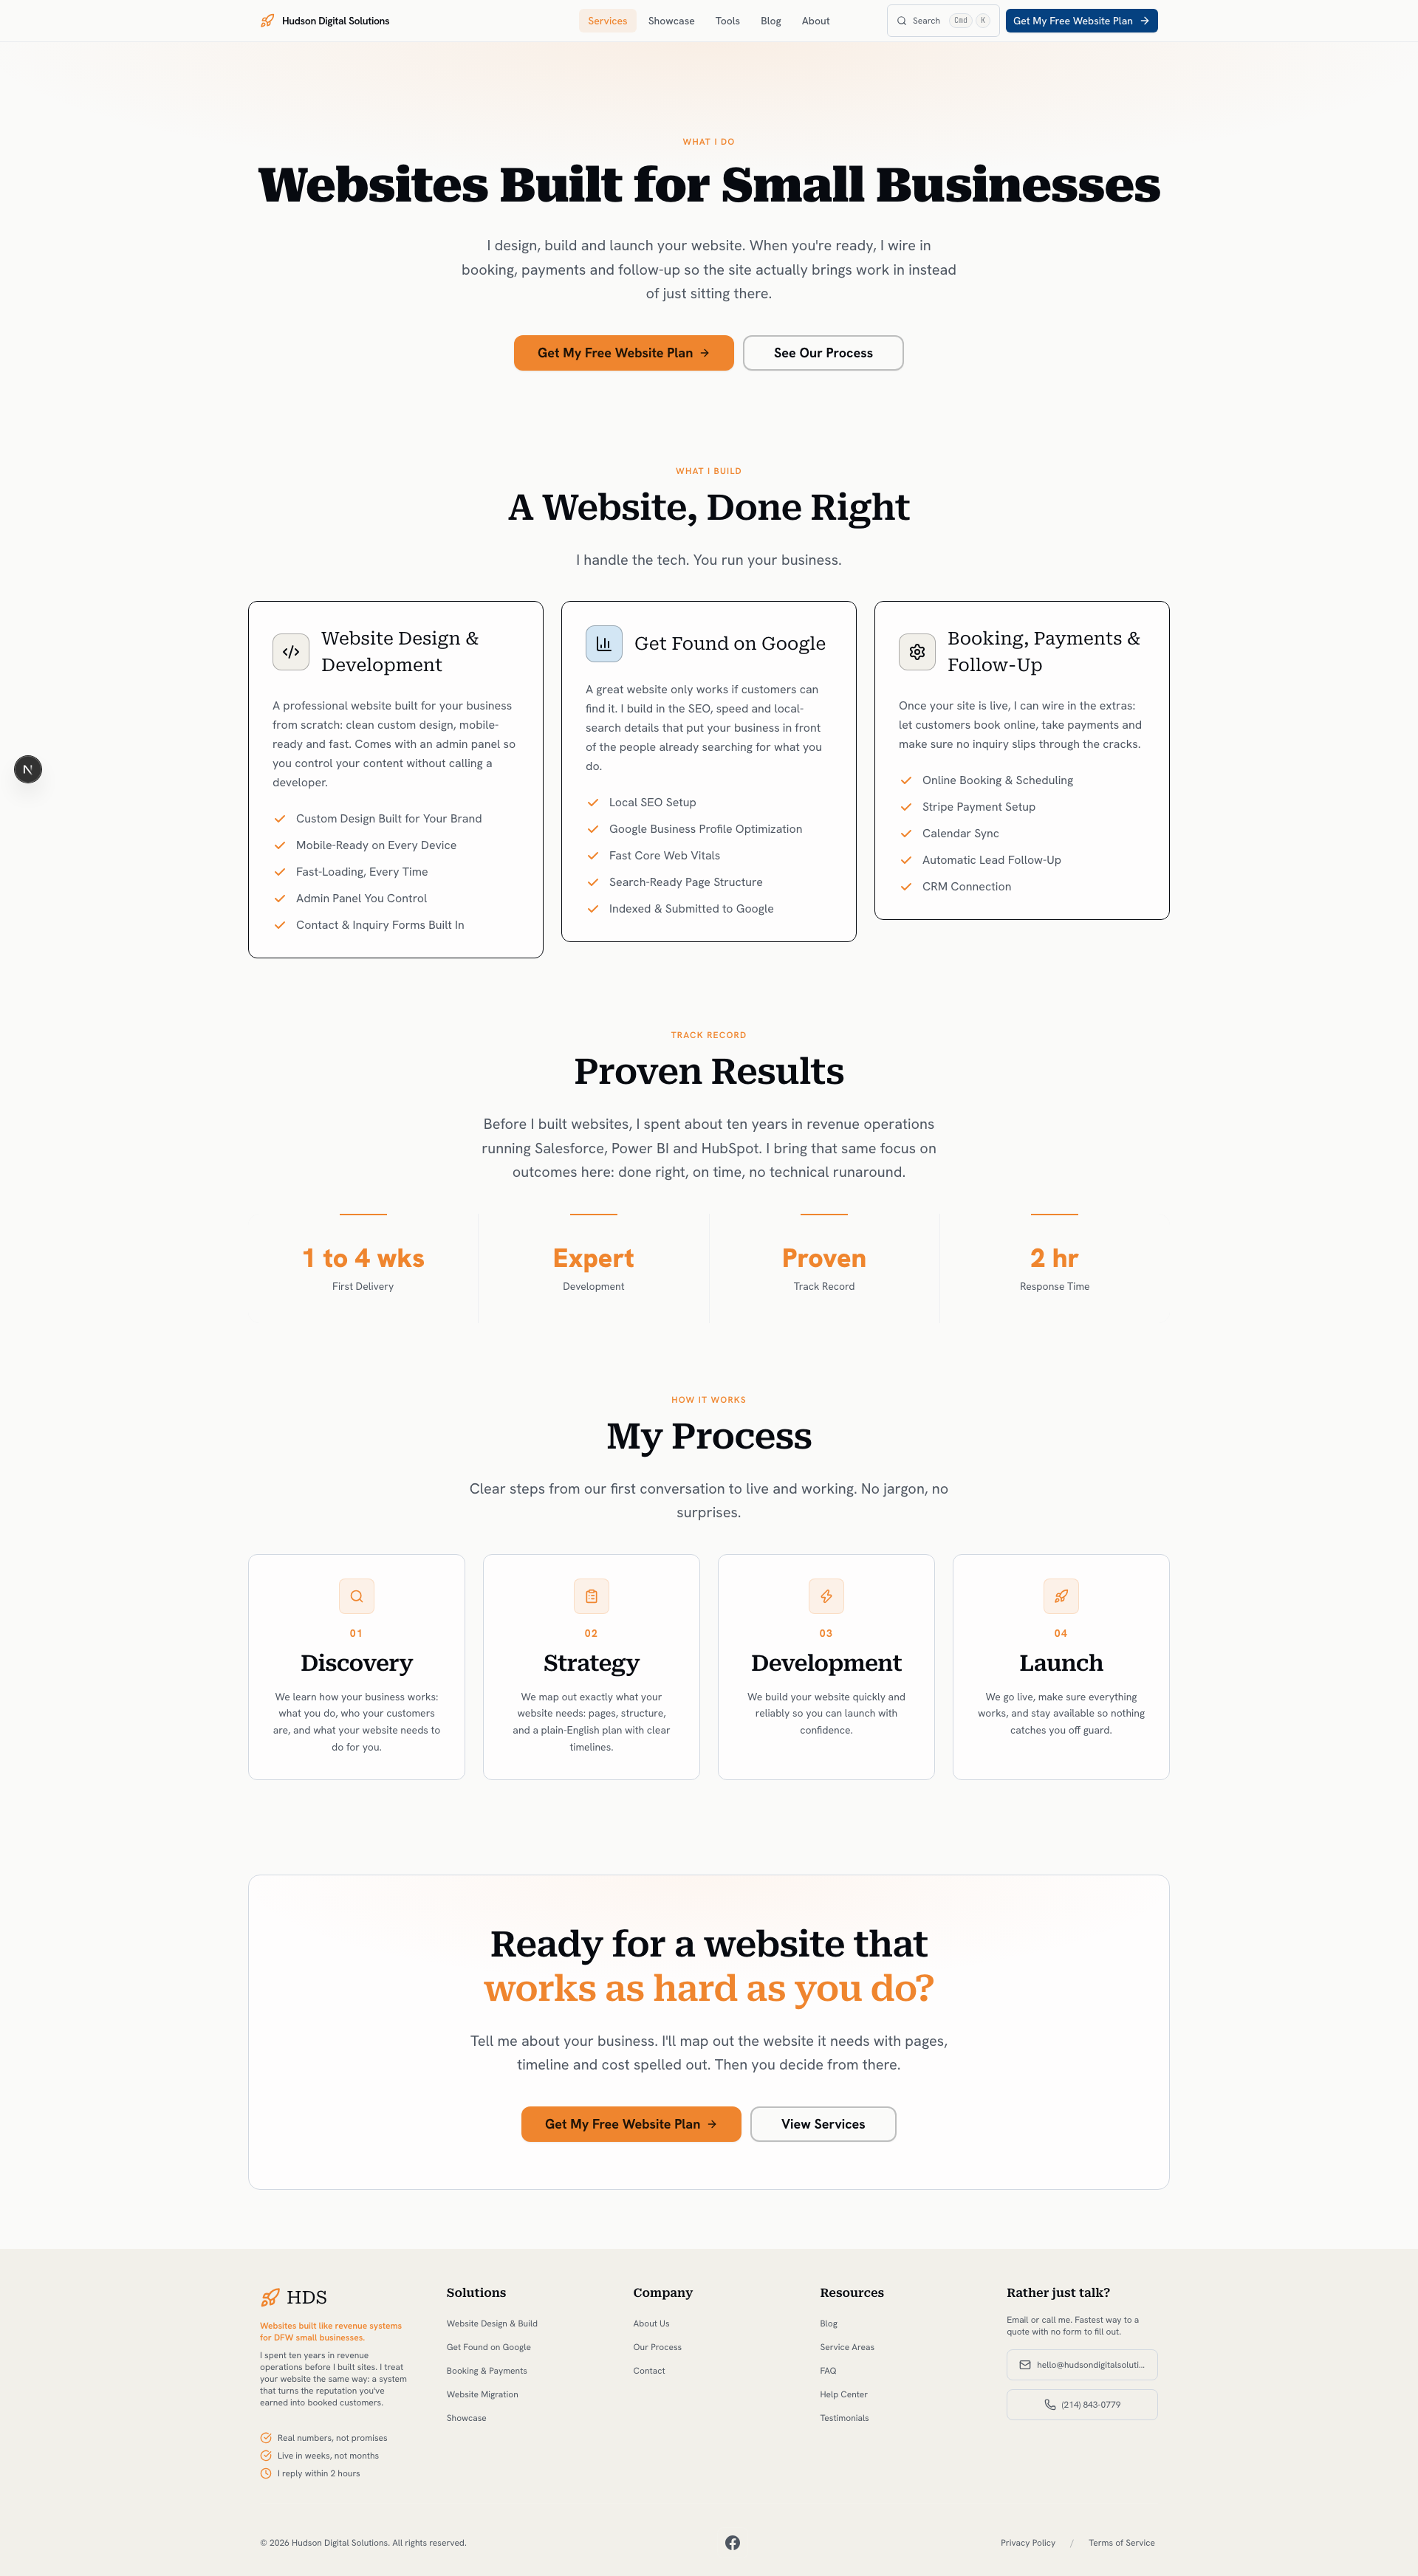 Hudson Digital Solutions
Services
Showcase
Tools
Blog
About
Search
Cmd
K
Get My Free Website Plan
WHAT I DO
Websites Built for Small Businesses
I design, build and launch your website. When you're ready, I wire in
booking, payments and follow-up so the site actually brings work in instead
of just sitting there.
Get My Free Website Plan
See Our Process
WHAT I BUILD
A Website, Done Right
I handle the tech. You run your business.
Website Design &
Development
A professional website built for your business
from scratch: clean custom design, mobile-
ready and fast. Comes with an admin panel so
you control your content without calling a
developer.
Custom Design Built for Your Brand
Mobile-Ready on Every Device
Fast-Loading, Every Time
Admin Panel You Control
Contact & Inquiry Forms Built In
Get Found on Google
A great website only works if customers can
find it. I build in the SEO, speed and local-
search details that put your business in front
of the people already searching for what you
do.
Local SEO Setup
Google Business Profile Optimization
Fast Core Web Vitals
Search-Ready Page Structure
Indexed & Submitted to Google
Booking, Payments &
Follow-Up
Once your site is live, I can wire in the extras:
let customers book online, take payments and
make sure no inquiry slips through the cracks.
Online Booking & Scheduling
Stripe Payment Setup
Calendar Sync
Automatic Lead Follow-Up
CRM Connection
N
TRACK RECORD
Proven Results
Before I built websites, I spent about ten years in revenue operations
running Salesforce, Power BI and HubSpot. I bring that same focus on
outcomes here: done right, on time, no technical runaround.
1 to 4 wks
First Delivery
Expert
Development
Proven
Track Record
2 hr
Response Time
HOW IT WORKS
My Process
Clear steps from our first conversation to live and working. No jargon, no
surprises.
01
Discovery
We learn how your business works:
what you do, who your customers
are, and what your website needs to
do for you.
02
Strategy
We map out exactly what your
website needs: pages, structure,
and a plain-English plan with clear
timelines.
03
Development
We build your website quickly and
reliably so you can launch with
confidence.
04
Launch
We go live, make sure everything
works, and stay available so nothing
catches you off guard.
Ready for a website that
works as hard as you do?
Tell me about your business. I'll map out the website it needs with pages,
timeline and cost spelled out. Then you decide from there.
Get My Free Website Plan
View Services
HDS
Websites built like revenue systems
for DFW small businesses.
I spent ten years in revenue
operations before I built sites. I treat
your website the same way: a system
that turns the reputation you've
earned into booked customers.
Real numbers, not promises
Live in weeks, not months
I reply within 2 hours
Solutions
Website Design & Build
Get Found on Google
Booking & Payments
Website Migration
Showcase
Company
About Us
Our Process
Contact
Resources
Blog
Service Areas
FAQ
Help Center
Testimonials
Rather just talk?
Email or call me. Fastest way to a
quote with no form to fill out.
hello@hudsondigitalsoluti...
(214) 843-0779
© 2026 Hudson Digital Solutions. All rights reserved.
Privacy Policy
/
Terms of Service